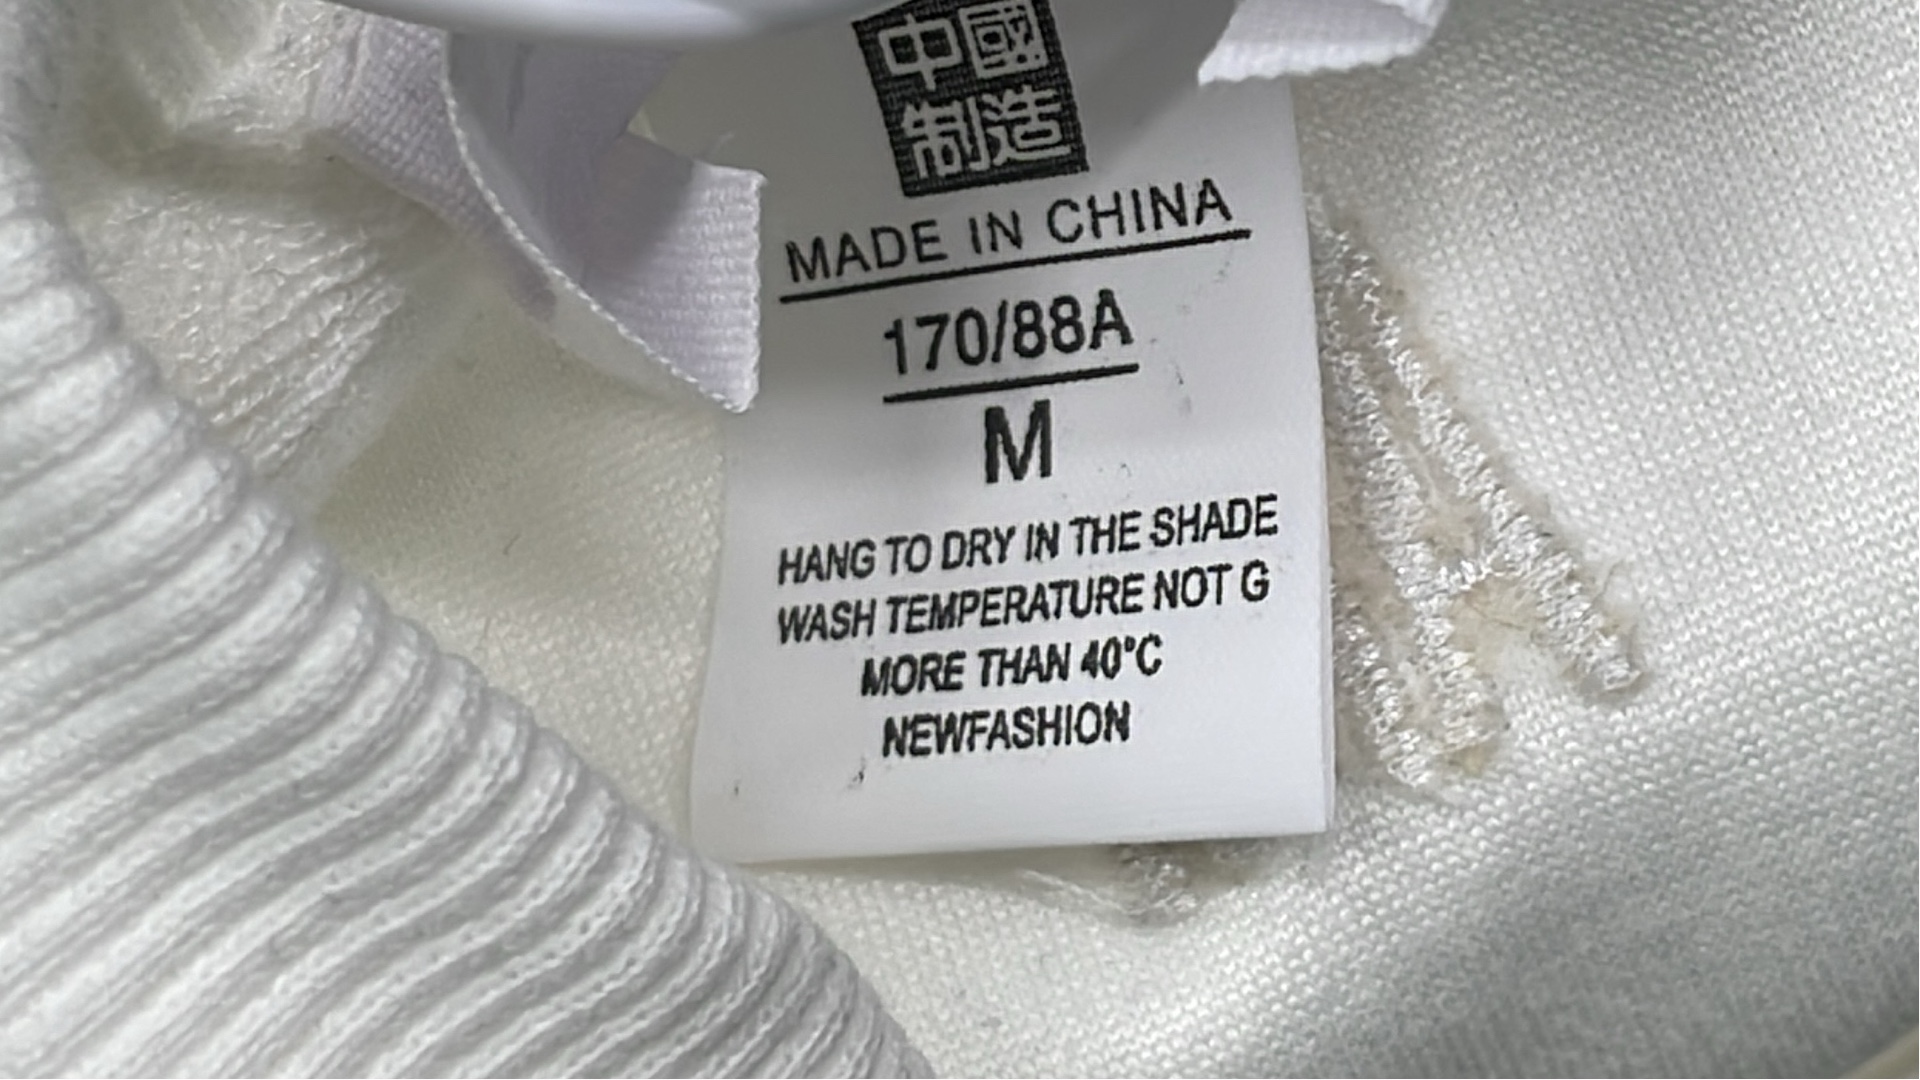 中國
制造
MADE IN CHINA
170/88A
M
HANG TO DRY IN THE SHADE
WASH TEMPERATURE NOT G
MORE THAN 40°C
NEWFASHION